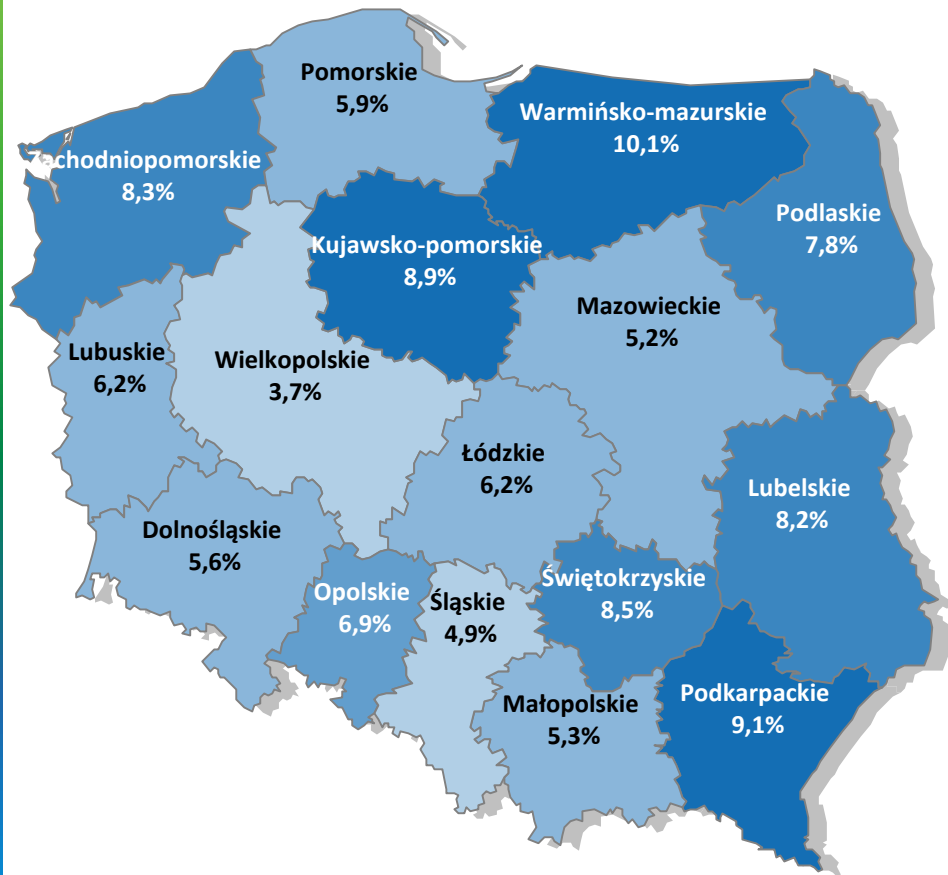 Pomorskie
5,9%
Warmińsko-mazurskie
10,1%
Zachodniopomorskie
8,3%
Podlaskie
7,8%
Kujawsko-pomorskie
8,9%
Mazowieckie
5,2%
Lubuskie
6,2%
Wielkopolskie
3,7%
Łódzkie
6,2%
Lubelskie
8,2%
Dolnośląskie
5,6%
Opolskie
6,9%
Śląskie
4,9%
Świętokrzyskie
8,5%
Małopolskie
5,3%
Podkarpackie
9,1%